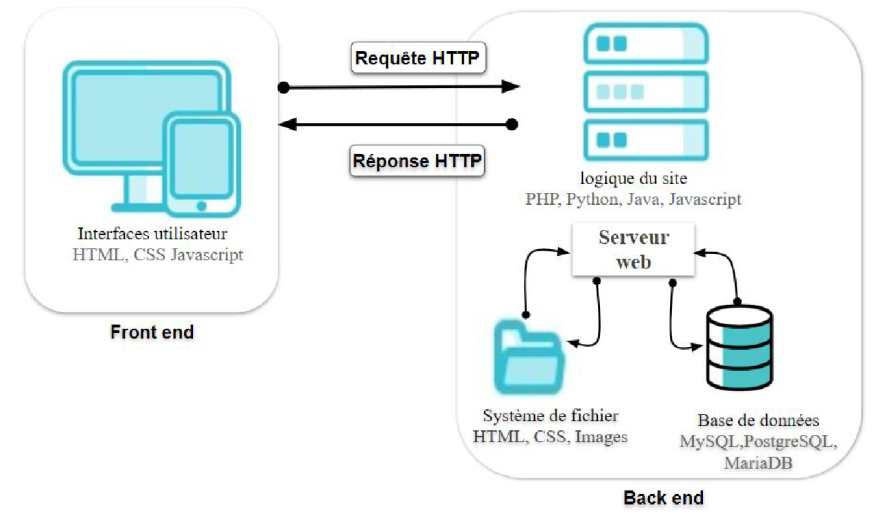 Requête HTTP
Réponse HTTP
Interfaces utilisateur
HTML, CSS Javascript
Front end
logique du site
PHP, Python, Java, Javascript
Serveur
web
Système de fichier
HTML, CSS, Images
Base de données
MySQL,PostgreSQL,
MariaDB
Back end